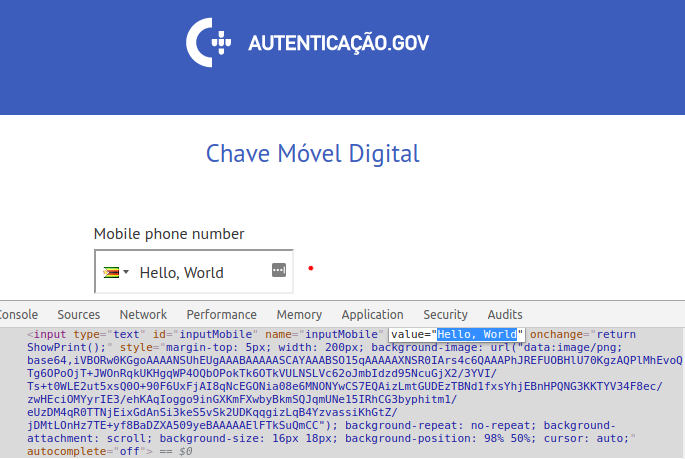 AUTENTICAÇÃO.GOV
Chave Móvel Digital
Mobile phone number
Hello, World
Console Sources Network Performance Memory Application Security Audits
<input type="text" id="inputMobile" name="inputMobile" value="Hello, World" onchange="return
ShowPrint();" style="margin-top: 5px; width: 200px; background-image: url("data:image/png;
base64,iVBORw0KGgoAAAANSUhEUgAAABAAAAASCAYAAABSO15qAAAAAXNSR0IArs4c6QAAAPhJREFUOBHlU70KgzAQPlMhEvoQ
Tg6OPoOjT+JWOnRqkUKHgqWP4OQbOPokTk6OTkVULNSLVc62oJmbIdzd95NcuGjX2/3YVI/
Ts+t0WLE2ut5xsQ0O+90F6UxFjAI8qNcEGONia08e6MNONYwCS7EQAizLmtGUDEzTBNd1fxsYhjEBnHPQNG3KKTYV34F8ec/
zwHEciOMYyrIE3/ehKAqIoggo9inGXKmFXwbyBkmSQJqmUNe15IRhCG3byphitm1/
eUzDM4qR0TTNjEixGdAnSi3keS5vSk2UDKqqgizLqB4YzvassiKhGtZ/
jDMtLOnHz7TE+yf8BaDZXA509yeBAAAAAElFTkSuQmCC"); background-repeat: no-repeat; background-
attachment: scroll; background-size: 16px 18px; background-position: 98% 50%; cursor: auto;"
autocomplete="off"> == $0